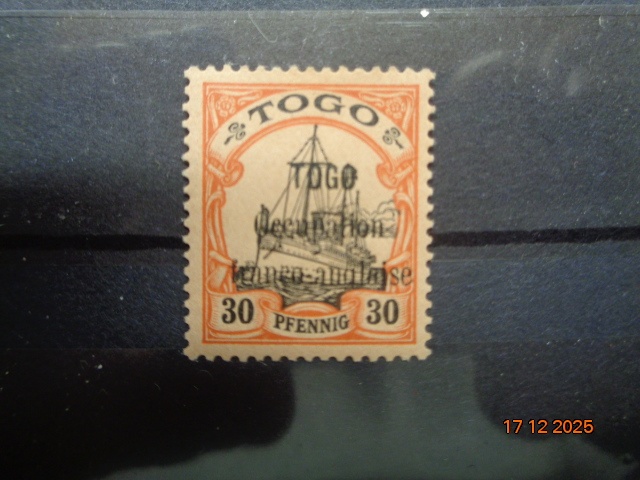 TOGO
TOGO
Occupation
franco-anglaise
30 PFENNIG 30
17 12 2025